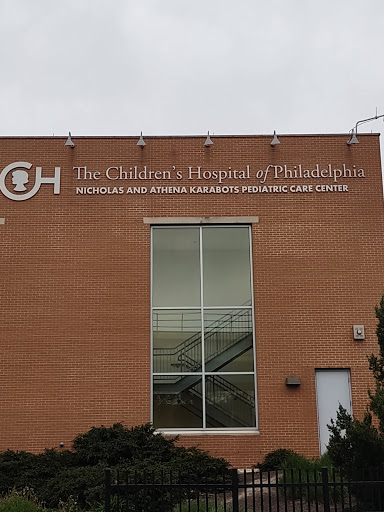 CH
The Children's Hospital of Philadelphia
NICHOLAS AND ATHENA KARABOTS PEDIATRIC CARE CENTER